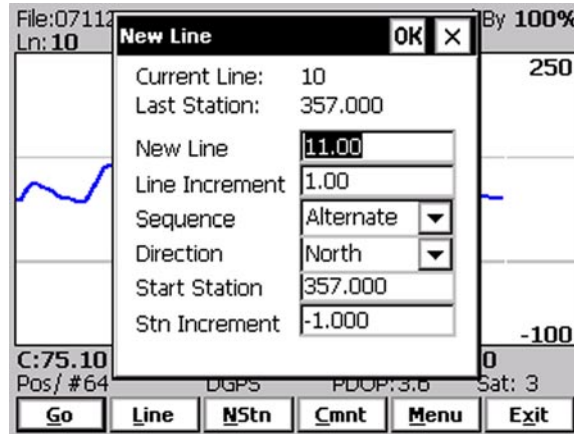 File:07112 By 100%
Ln: 10
New Line OK ×
250
Current Line: 10
Last Station: 357.000
New Line 11.00
Line Increment 1.00
Sequence Alternate
Direction North
Start Station 357.000
Stn Increment -1.000
-100
C:75.10 0
Pos/ #64 DGPS PDOP:3.6 Sat: 3
Go Line NStn Cmnt Menu Exit